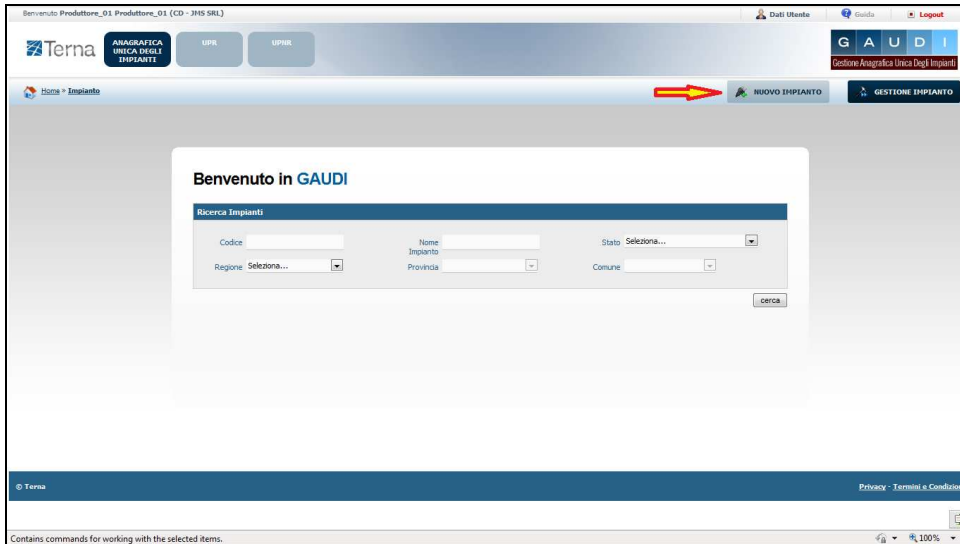 Benvenuto Produttore_01 Produttore_01 (CD - JMS SRL)
Dati Utente
Guida
Logout
Terna
ANAGRAFICA
UNICA DEGLI
IMPIANTI
UPR
UPNR
G A U D I
Gestione Anagrafica Unica Degli Impianti
Home » Impianto
NUOVO IMPIANTO
GESTIONE IMPIANTO
Benvenuto in GAUDI
Ricerca Impianti
Codice
Nome
Impianto
Stato Seleziona...
Regione Seleziona...
Provincia
Comune
cerca
© Terna
Privacy - Termini e Condizio
Contains commands for working with the selected items.
100%